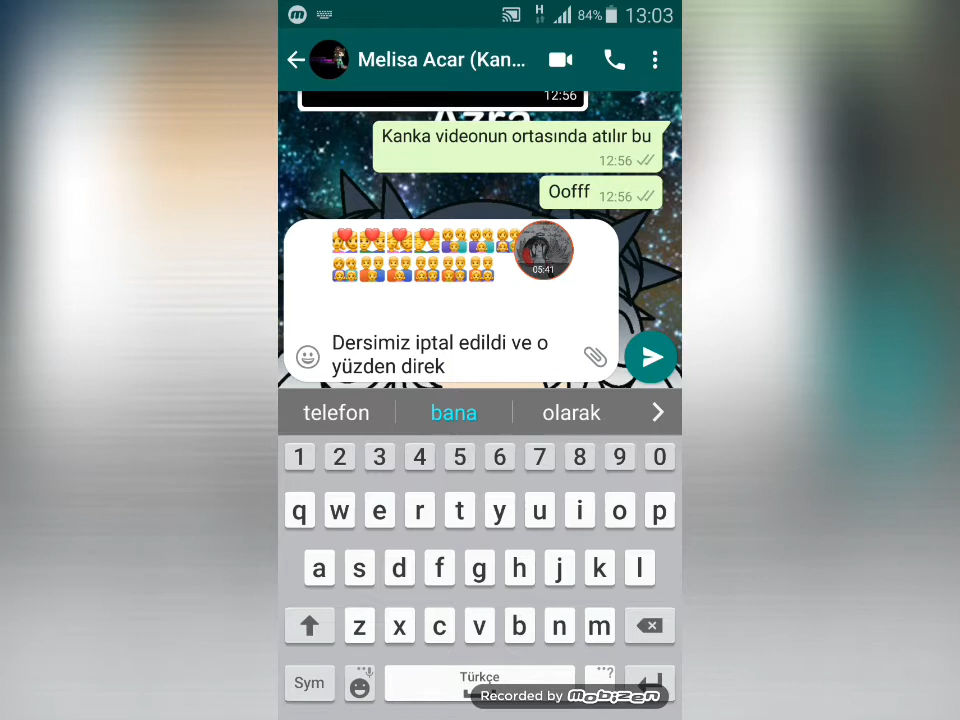 H 84% 13:03
Melisa Acar (Kan...
12:56
Azra
Kanka videonun ortasında atılır bu
12:56
Oofff 12:56
05:41
Dersimiz iptal edildi ve o
yüzden direk
telefon bana olarak
1 2 3 4 5 6 7 8 9 0
q w e r t y u i o p
a s d f g h j k l
z x c v b n m
Sym Türkçe ...?
Recorded by mobizen